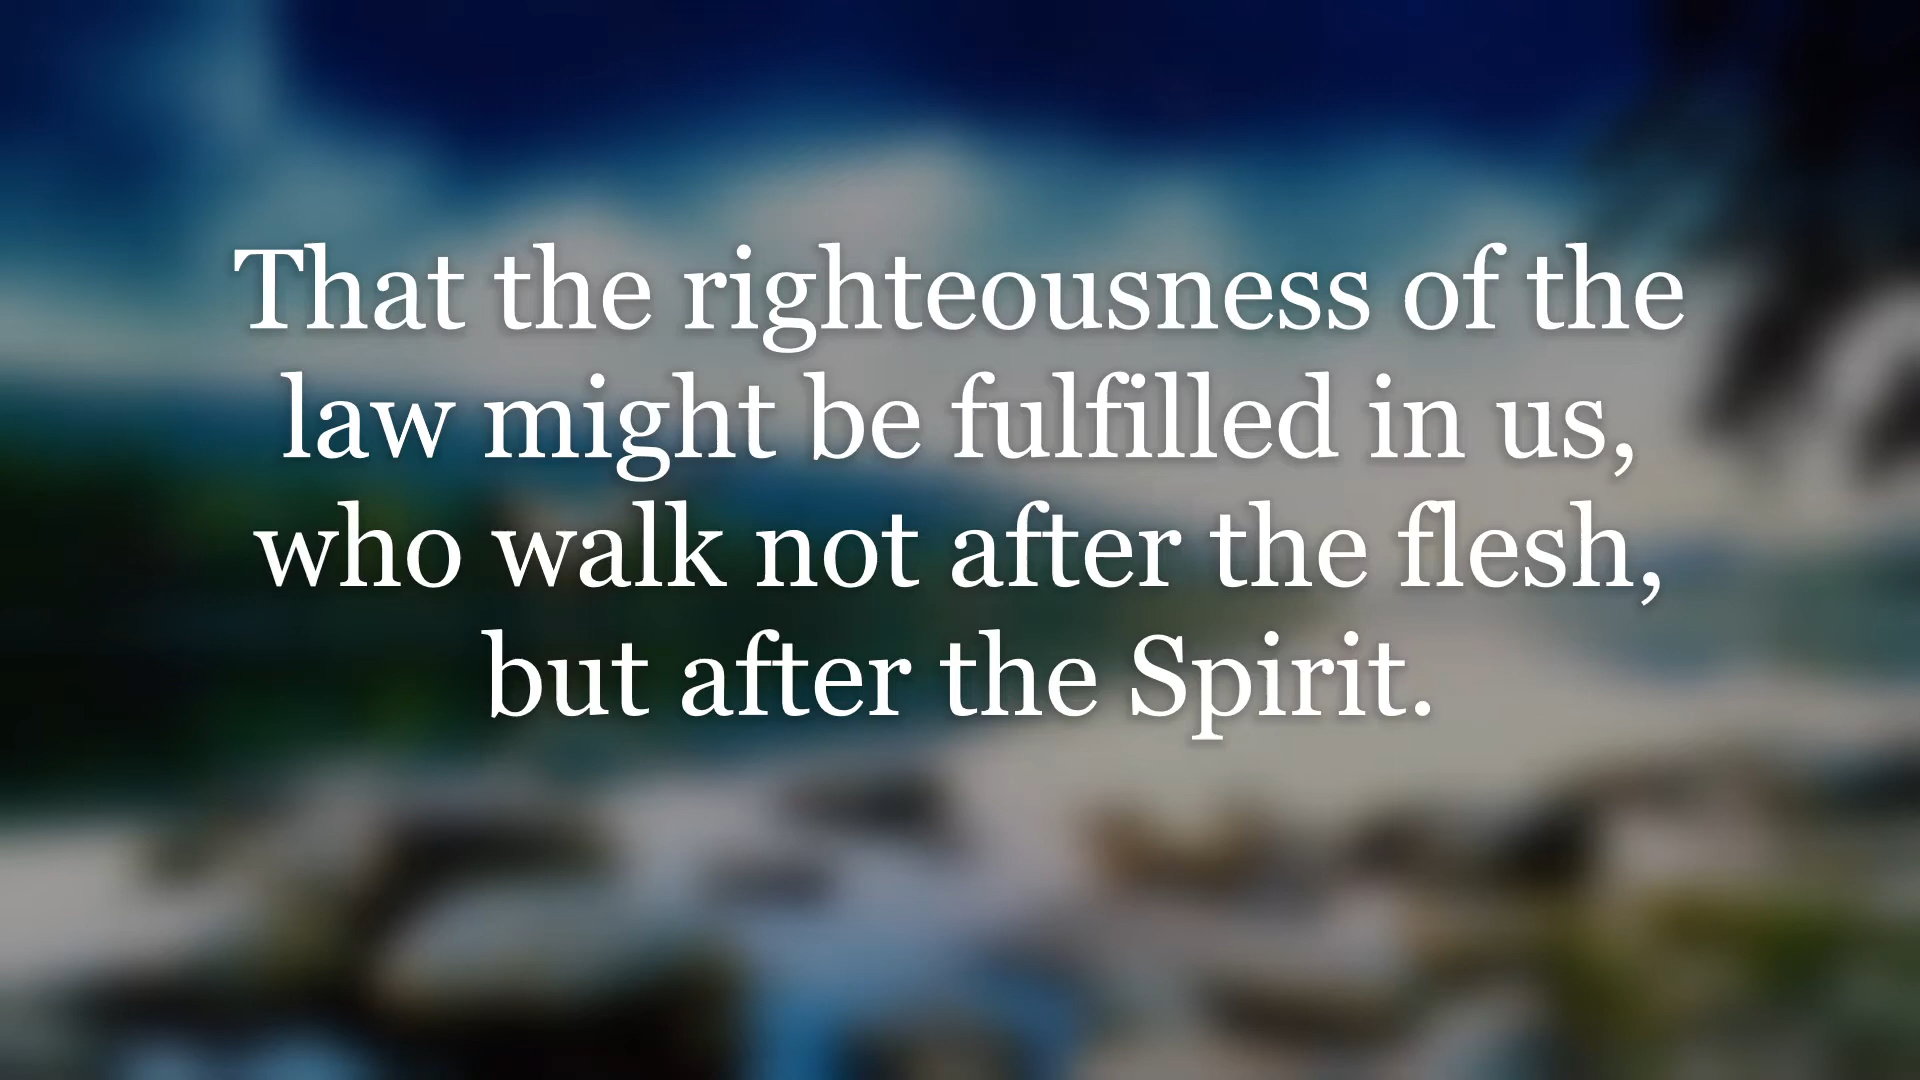 That the righteousness of the
law might be fulfilled in us,
who walk not after the flesh,
but after the Spirit.